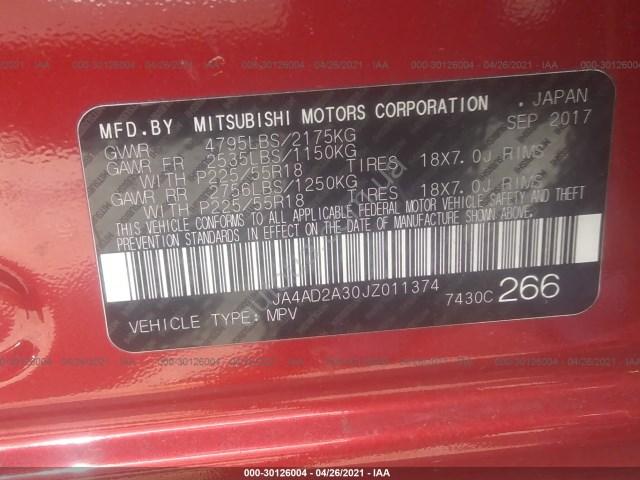 MFD.BY MITSUBISHI MOTORS CORPORATION . JAPAN
GVWR 4795LBS/2175KG SEP 2017
GAWR FR 2535LBS/1150KG
WITH P225/55R18 TIRES 18X7.0J RIMS
GAWR RR 2756LBS/1250KG
WITH P225/55R18 TIRES 18X7.0J RIMS
THIS VEHICLE CONFORMS TO ALL APPLICABLE FEDERAL MOTOR VEHICLE SAFETY AND THEFT
PREVENTION STANDARDS IN EFFECT ON THE DATE OF MANUFACTURE SHOWN ABOVE.
JA4AD2A30JZ011374 7430C 266
VEHICLE TYPE: MPV
000-30126004 - 04/26/2021 - IAA